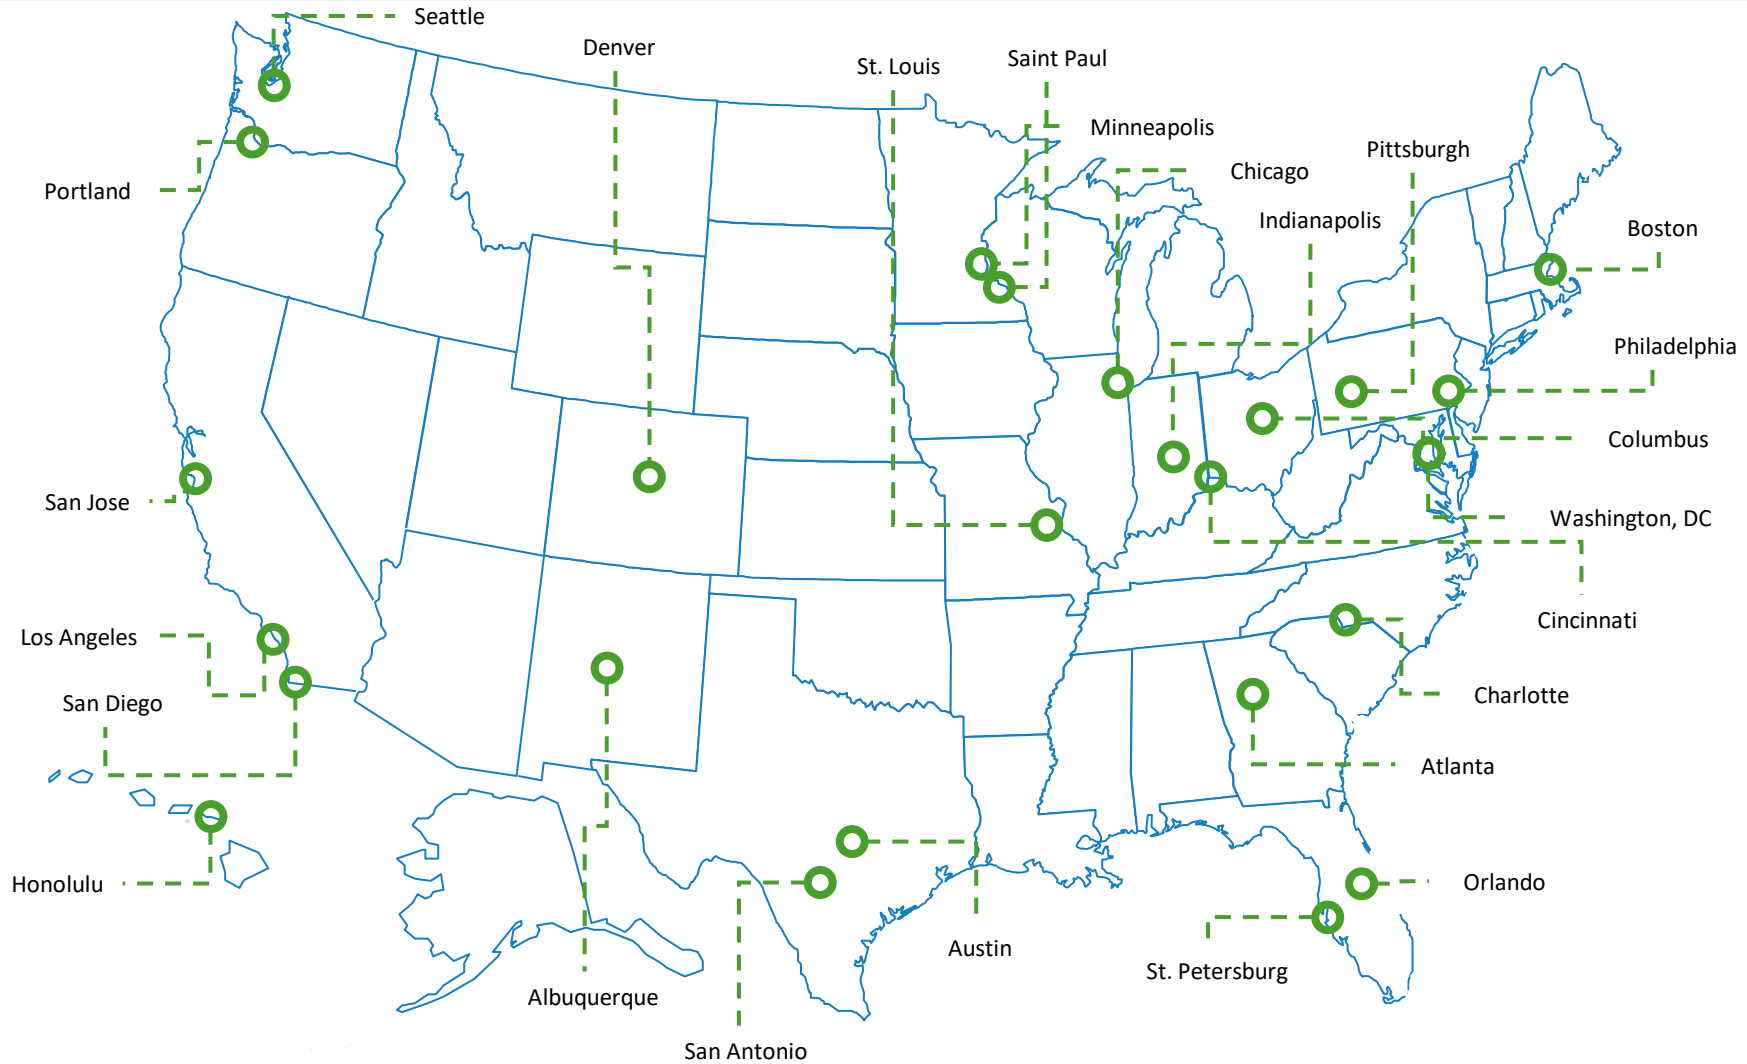 Seattle
Denver
Saint Paul
St. Louis
Minneapolis
Pittsburgh
Chicago
Portland
Indianapolis
Boston
Philadelphia
Columbus
San Jose
Washington, DC
Cincinnati
Los Angeles
Charlotte
San Diego
Atlanta
Orlando
Honolulu
Austin
St. Petersburg
Albuquerque
San Antonio